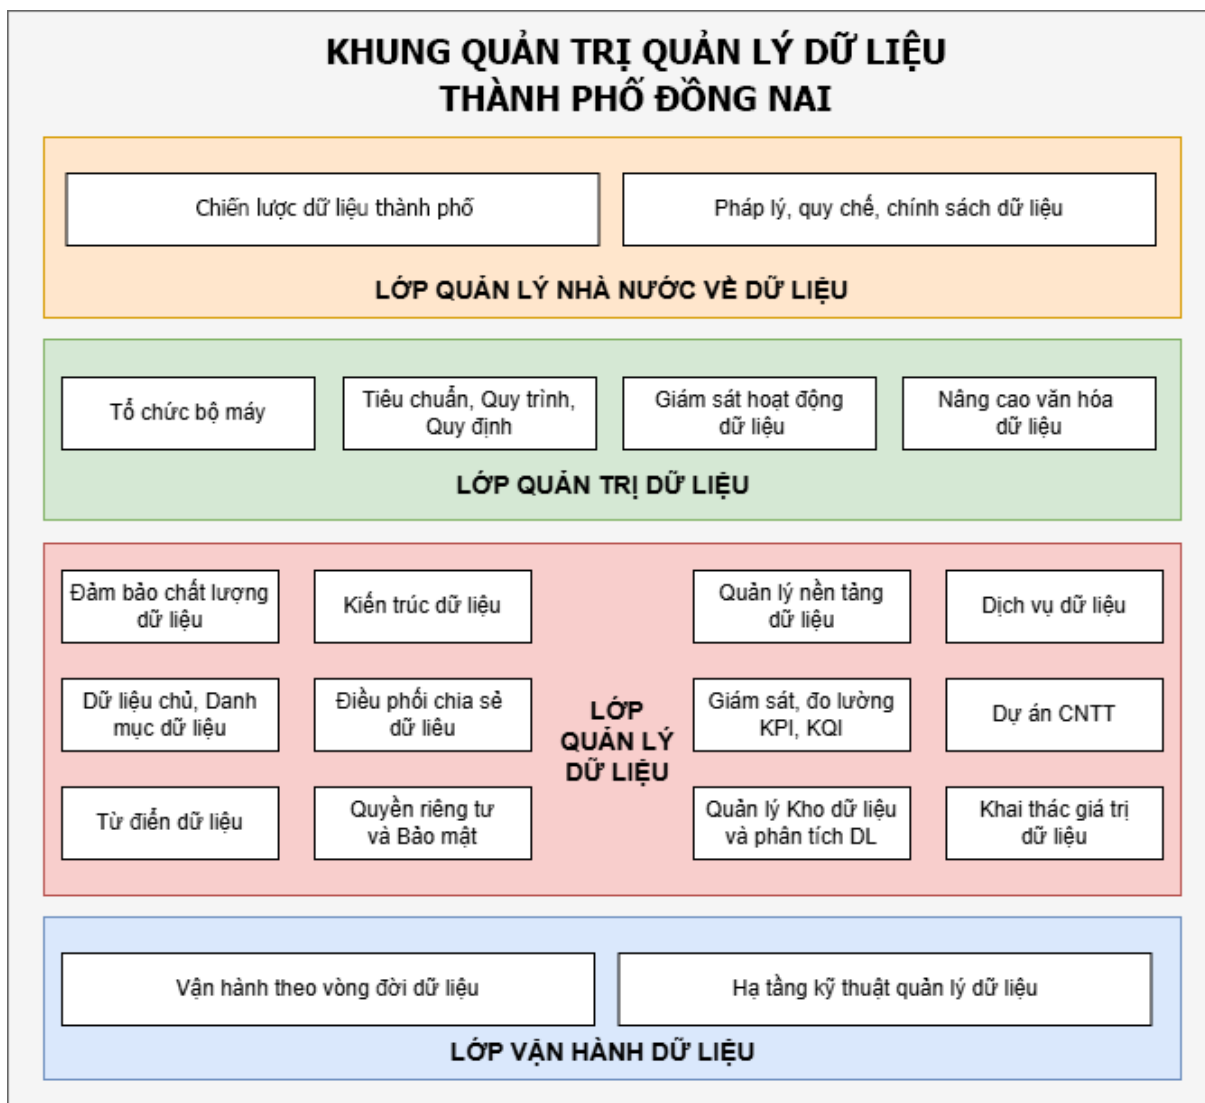 KHUNG QUẢN TRỊ QUẢN LÝ DỮ LIỆU
THÀNH PHỐ ĐỒNG NAI
Chiến lược dữ liệu thành phố
Pháp lý, quy chế, chính sách dữ liệu
LỚP QUẢN LÝ NHÀ NƯỚC VỀ DỮ LIỆU
Tổ chức bộ máy
Tiêu chuẩn, Quy trình,
Quy định
Giám sát hoạt động
dữ liệu
Nâng cao văn hóa
dữ liệu
LỚP QUẢN TRỊ DỮ LIỆU
Đảm bảo chất lượng
dữ liệu
Kiến trúc dữ liệu
Quản lý nền tảng
dữ liệu
Dịch vụ dữ liệu
Dữ liệu chủ, Danh
mục dữ liệu
Điều phối chia sẻ
dữ liêu
LỚP
QUẢN LÝ
DỮ LIỆU
Giám sát, đo lường
KPI, KQI
Dự án CNTT
Từ điển dữ liệu
Quyền riêng tư
và Bảo mật
Quản lý Kho dữ liệu
và phân tích DL
Khai thác giá trị
dữ liệu
Vận hành theo vòng đời dữ liệu
Hạ tầng kỹ thuật quản lý dữ liệu
LỚP VẬN HÀNH DỮ LIỆU